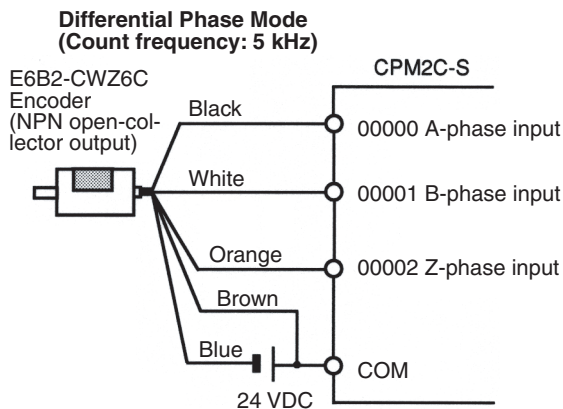 Differential Phase Mode
(Count frequency: 5 kHz)
CPM2C-S
E6B2-CWZ6C
Encoder
(NPN open-col-
lector output)
Black
00000 A-phase input
White
00001 B-phase input
Orange
00002 Z-phase input
Brown
Blue
COM
24 VDC